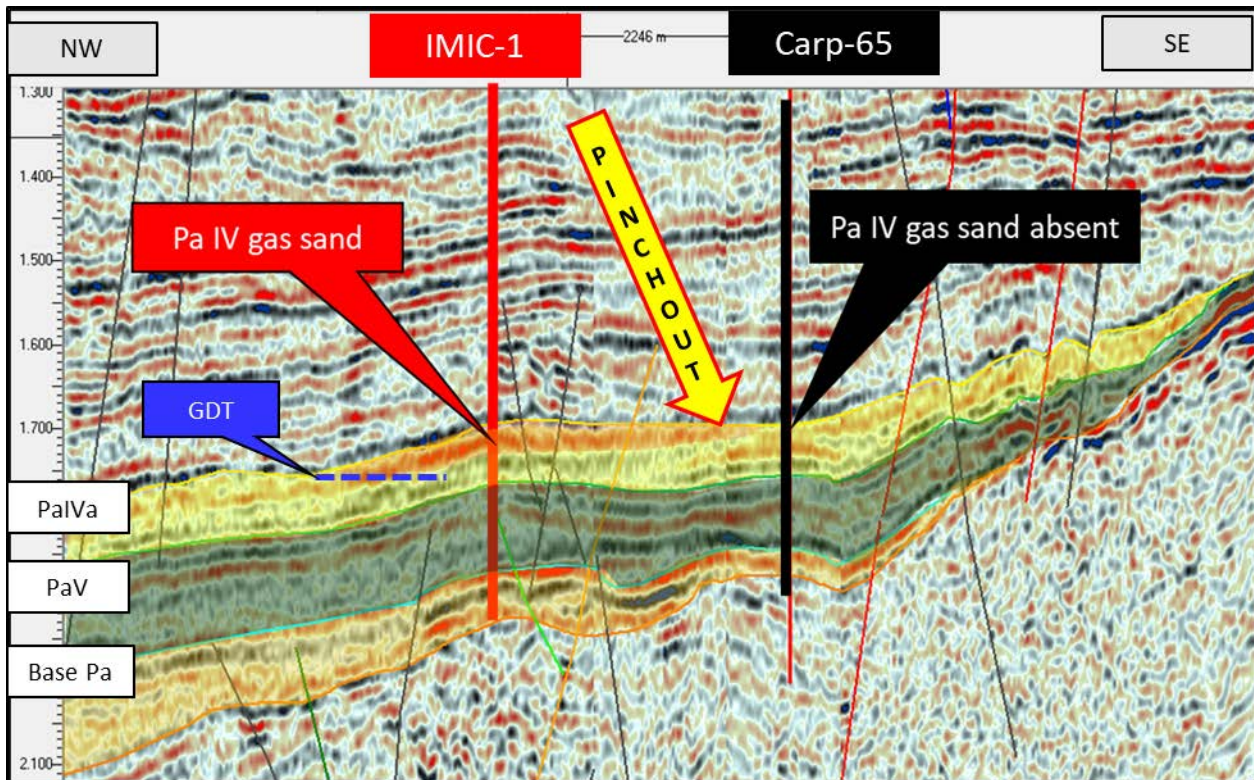 NW
IMIC-1
2246 m
Carp-65
SE
1.300
1.400
1.500
1.600
1.700
2.100
PINCHOUT
Pa IV gas sand
Pa IV gas sand absent
GDT
PaIVa
PaV
Base Pa